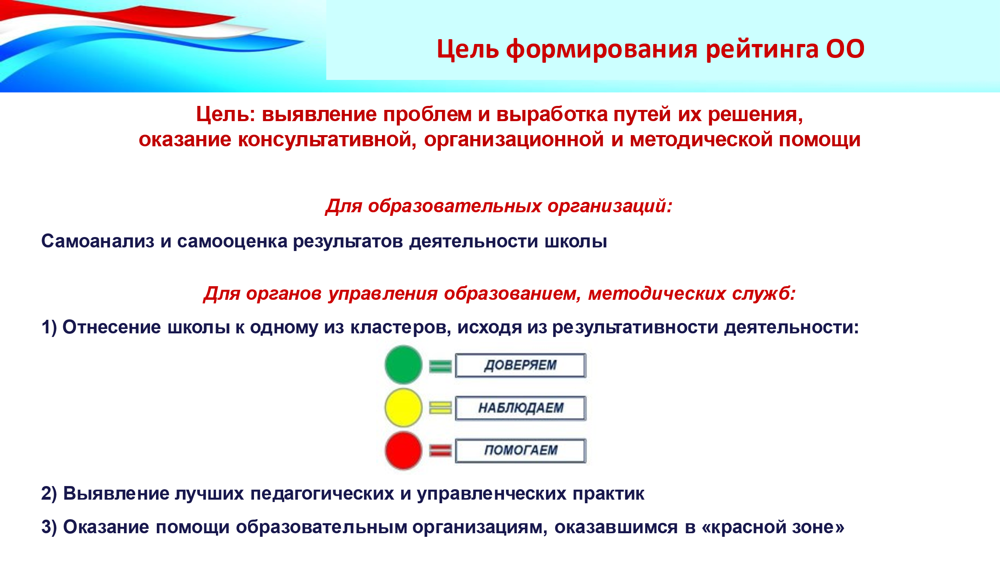 Цель формирования рейтинга ОО
Цель: выявление проблем и выработка путей их решения,
оказание консультативной, организационной и методической помощи
Для образовательных организаций:
Самоанализ и самооценка результатов деятельности школы
Для органов управления образованием, методических служб:
1) Отнесение школы к одному из кластеров, исходя из результативности деятельности:
ДОВЕРЯЕМ
НАБЛЮДАЕМ
ПОМОГАЕМ
2) Выявление лучших педагогических и управленческих практик
3) Оказание помощи образовательным организациям, оказавшимся в «красной зоне»